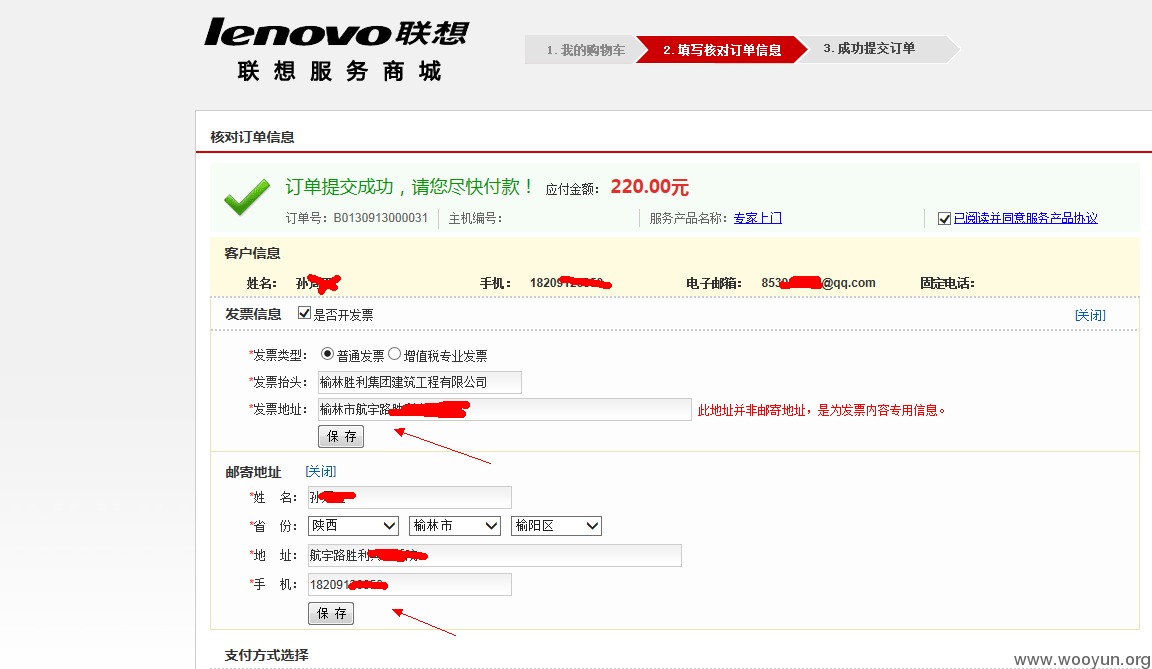 lenovo联想
联想服务商城
1. 我的购物车 2. 填写核对订单信息 3. 成功提交订单
核对订单信息
订单提交成功，请您尽快付款！ 应付金额： 220.00元
订单号：B0130913000031 主机编号： 服务产品名称：专家上门 已阅读并同意服务产品协议
客户信息
姓名： 孙 手机： 18209 电子邮箱： 853 @qq.com 固定电话：
发票信息 是否开发票 [关闭]
*发票类型： 普通发票 增值税专业发票
*发票抬头： 榆林胜利集团建筑工程有限公司
*发票地址： 榆林市航宇路 此地址并非邮寄地址，是为发票内容专用信息。
保 存
邮寄地址 [关闭]
*姓 名： 孙
*省 份： 陕西 榆林市 榆阳区
*地 址： 航宇路胜利
*手 机： 182091
保 存
支付方式选择
www.wooyun.org